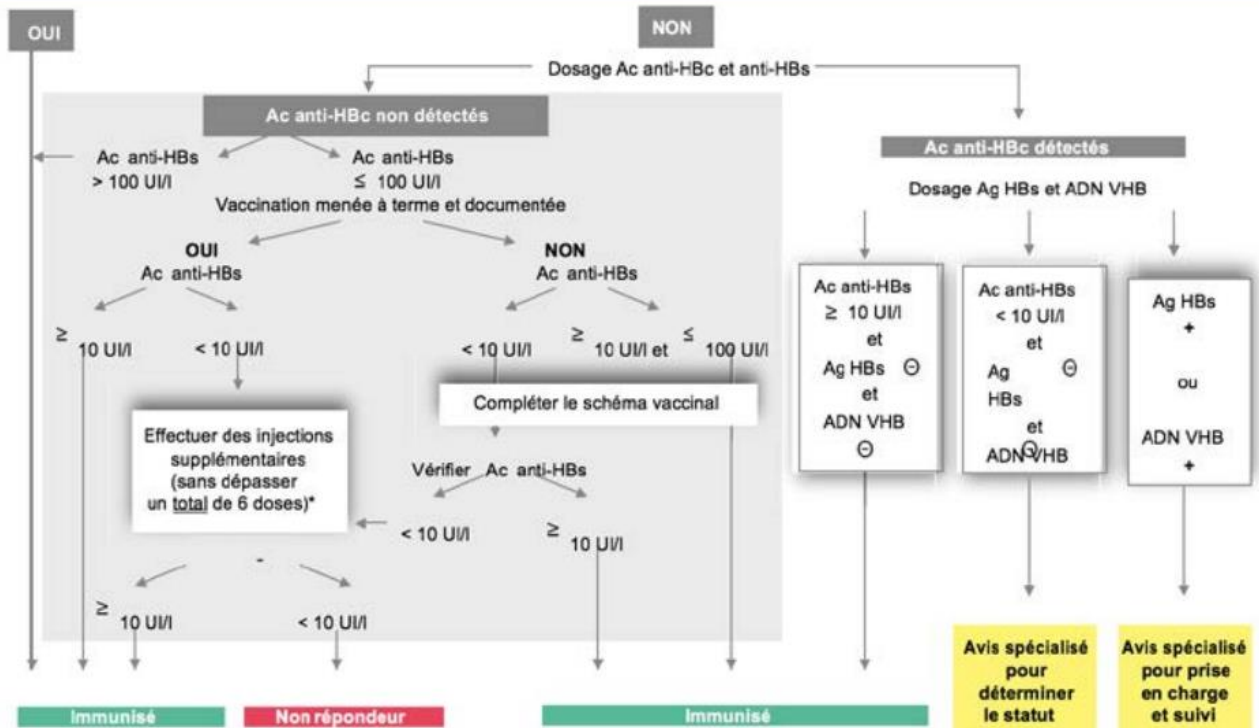 OUI
NON
Dosage Ac anti-HBc et anti-HBs
Ac anti-HBc non détectés
Ac anti-HBs
> 100 UI/l
Ac anti-HBs
≤ 100 UI/l
Vaccination menée à terme et documentée
OUI
Ac anti-HBs
NON
Ac anti-HBs
≥ 10 UI/l
< 10 UI/l
< 10 UI/l
≥ 10 UI/l et
≤ 100 UI/l
Effectuer des injections
supplémentaires
(sans dépasser
un total de 6 doses)*
Compléter le schéma vaccinal
Vérifier Ac anti-HBs
< 10 UI/l
≥ 10 UI/l
-
≥ 10 UI/l
< 10 UI/l
Ac anti-HBc détectés
Dosage Ag HBs et ADN VHB
Ac anti-HBs
≥ 10 UI/l
et
Ag HBs ⊖
et
ADN VHB
⊖
Ac anti-HBs
< 10 UI/l
et
Ag ⊖
HBs
et
ADN VHB
⊖
Ag HBs
+
ou
ADN VHB
+
Immunisé
Non répondeur
Immunisé
Avis spécialisé
pour
déterminer
le statut
Avis spécialisé
pour prise
en charge
et suivi